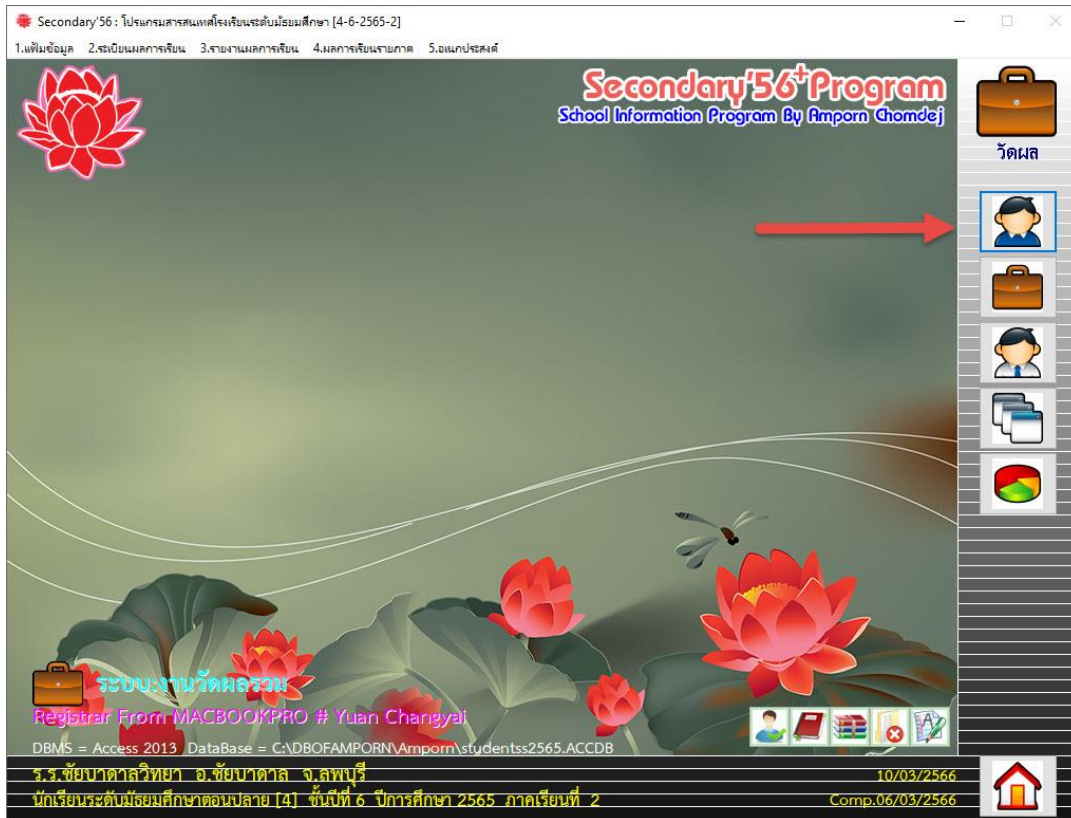 Secondary'56 : โปรแกรมสารสนเทศโรงเรียนระดับมัธยมศึกษา [4-6-2565-2]
1.แฟ้มข้อมูล 2.ระเบียนผลการเรียน 3.รายงานผลการเรียน 4.ผลการเรียนรายภาค 5.อเนกประสงค์
Secondary'56+Program
School Information Program By Amporn Chomdej
วัดผล
ระบบ:งานวัดผลรวม
Registrar From MACBOOKPRO # Yuan Changyai
DBMS = Access 2013 DataBase = C:\DBOFAMPORN\Amporn\studentss2565.ACCDB
ร.ร.ชัยบาดาลวิทยา อ.ชัยบาดาล จ.ลพบุรี 10/03/2566
นักเรียนระดับมัธยมศึกษาตอนปลาย [4] ชั้นปีที่ 6 ปีการศึกษา 2565 ภาคเรียนที่ 2 Comp.06/03/2566